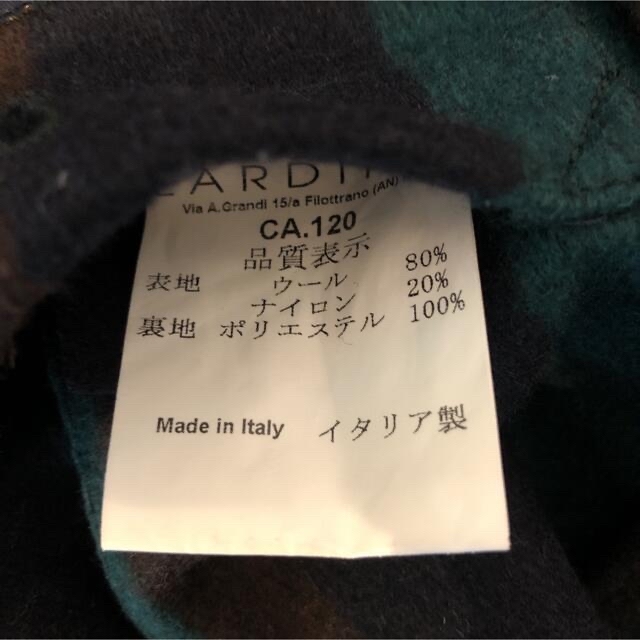 LARDI
Via A.Grandi 15/a Filottrano (AN)
CA.120
品質表示
表地 ウール 80%
ナイロン 20%
裏地 ポリエステル 100%
Made in Italy イタリア製